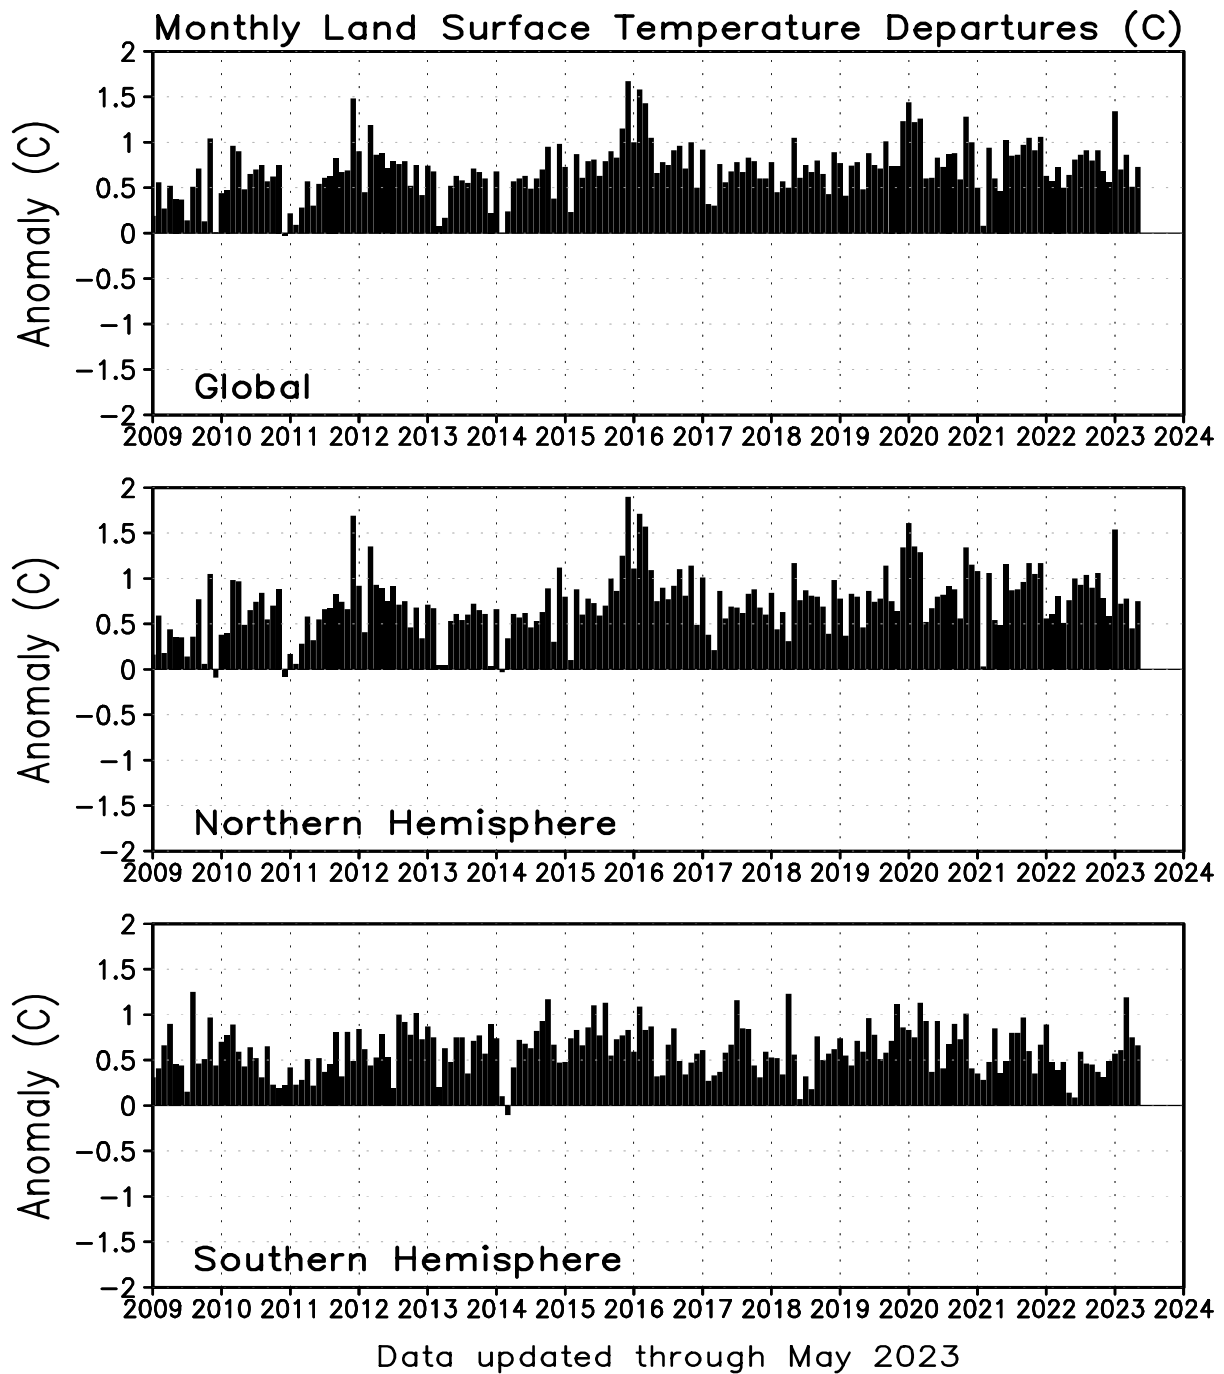 Monthly Land Surface Temperature Departures (C)
2
1.5
1
0.5
0
−0.5
−1
−1.5
−2
Anomaly (C)
Global
2009 2010 2011 2012 2013 2014 2015 2016 2017 2018 2019 2020 2021 2022 2023 2024
2
1.5
1
0.5
0
−0.5
−1
−1.5
−2
Anomaly (C)
Northern Hemisphere
2009 2010 2011 2012 2013 2014 2015 2016 2017 2018 2019 2020 2021 2022 2023 2024
2
1.5
1
0.5
0
−0.5
−1
−1.5
−2
Anomaly (C)
Southern Hemisphere
2009 2010 2011 2012 2013 2014 2015 2016 2017 2018 2019 2020 2021 2022 2023 2024
Data updated through May 2023